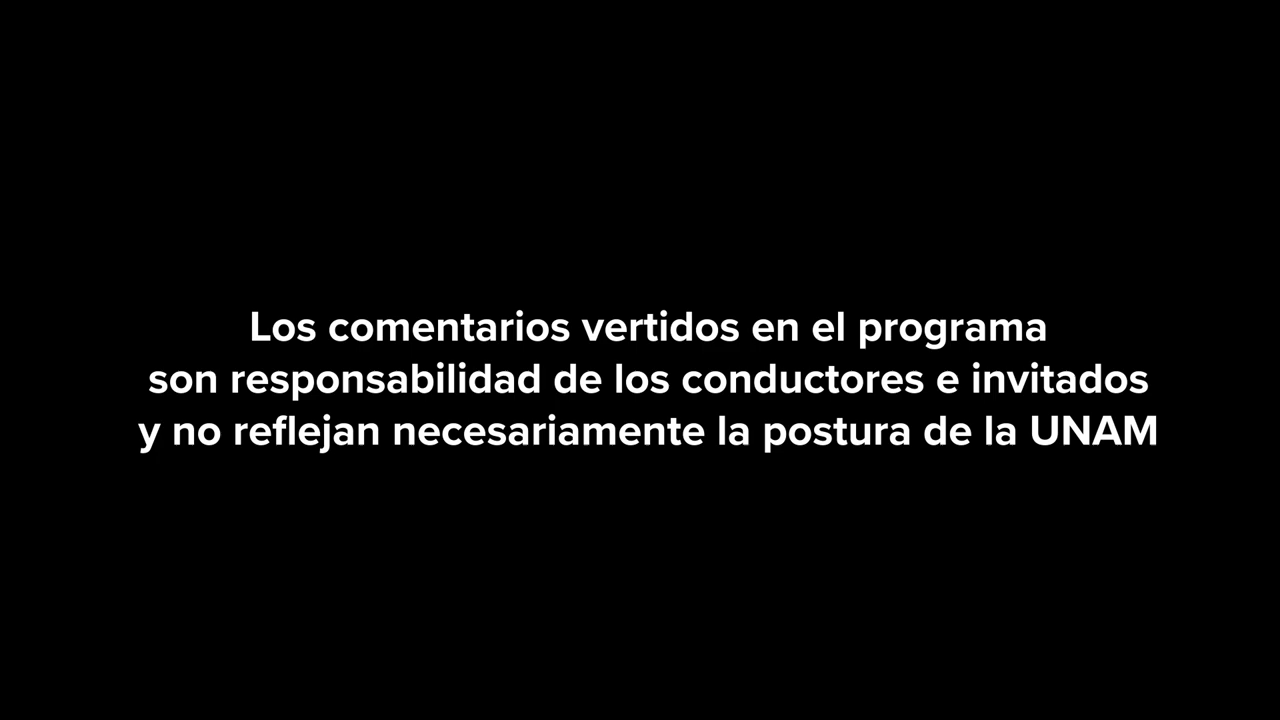 Los comentarios vertidos en el programa
son responsabilidad de los conductores e invitados
y no reflejan necesariamente la postura de la UNAM